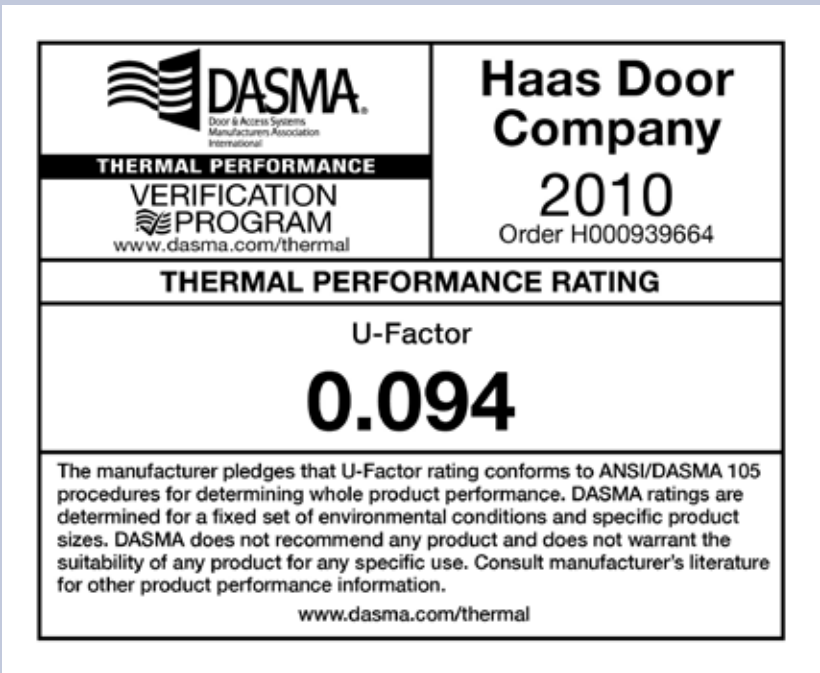 DASMA®
Door & Access Systems
Manufacturers Association
International
THERMAL PERFORMANCE
VERIFICATION
PROGRAM
www.dasma.com/thermal
Haas Door
Company
2010
Order H000939664
THERMAL PERFORMANCE RATING
U-Factor
0.094
The manufacturer pledges that U-Factor rating conforms to ANSI/DASMA 105
procedures for determining whole product performance. DASMA ratings are
determined for a fixed set of environmental conditions and specific product
sizes. DASMA does not recommend any product and does not warrant the
suitability of any product for any specific use. Consult manufacturer's literature
for other product performance information.
www.dasma.com/thermal